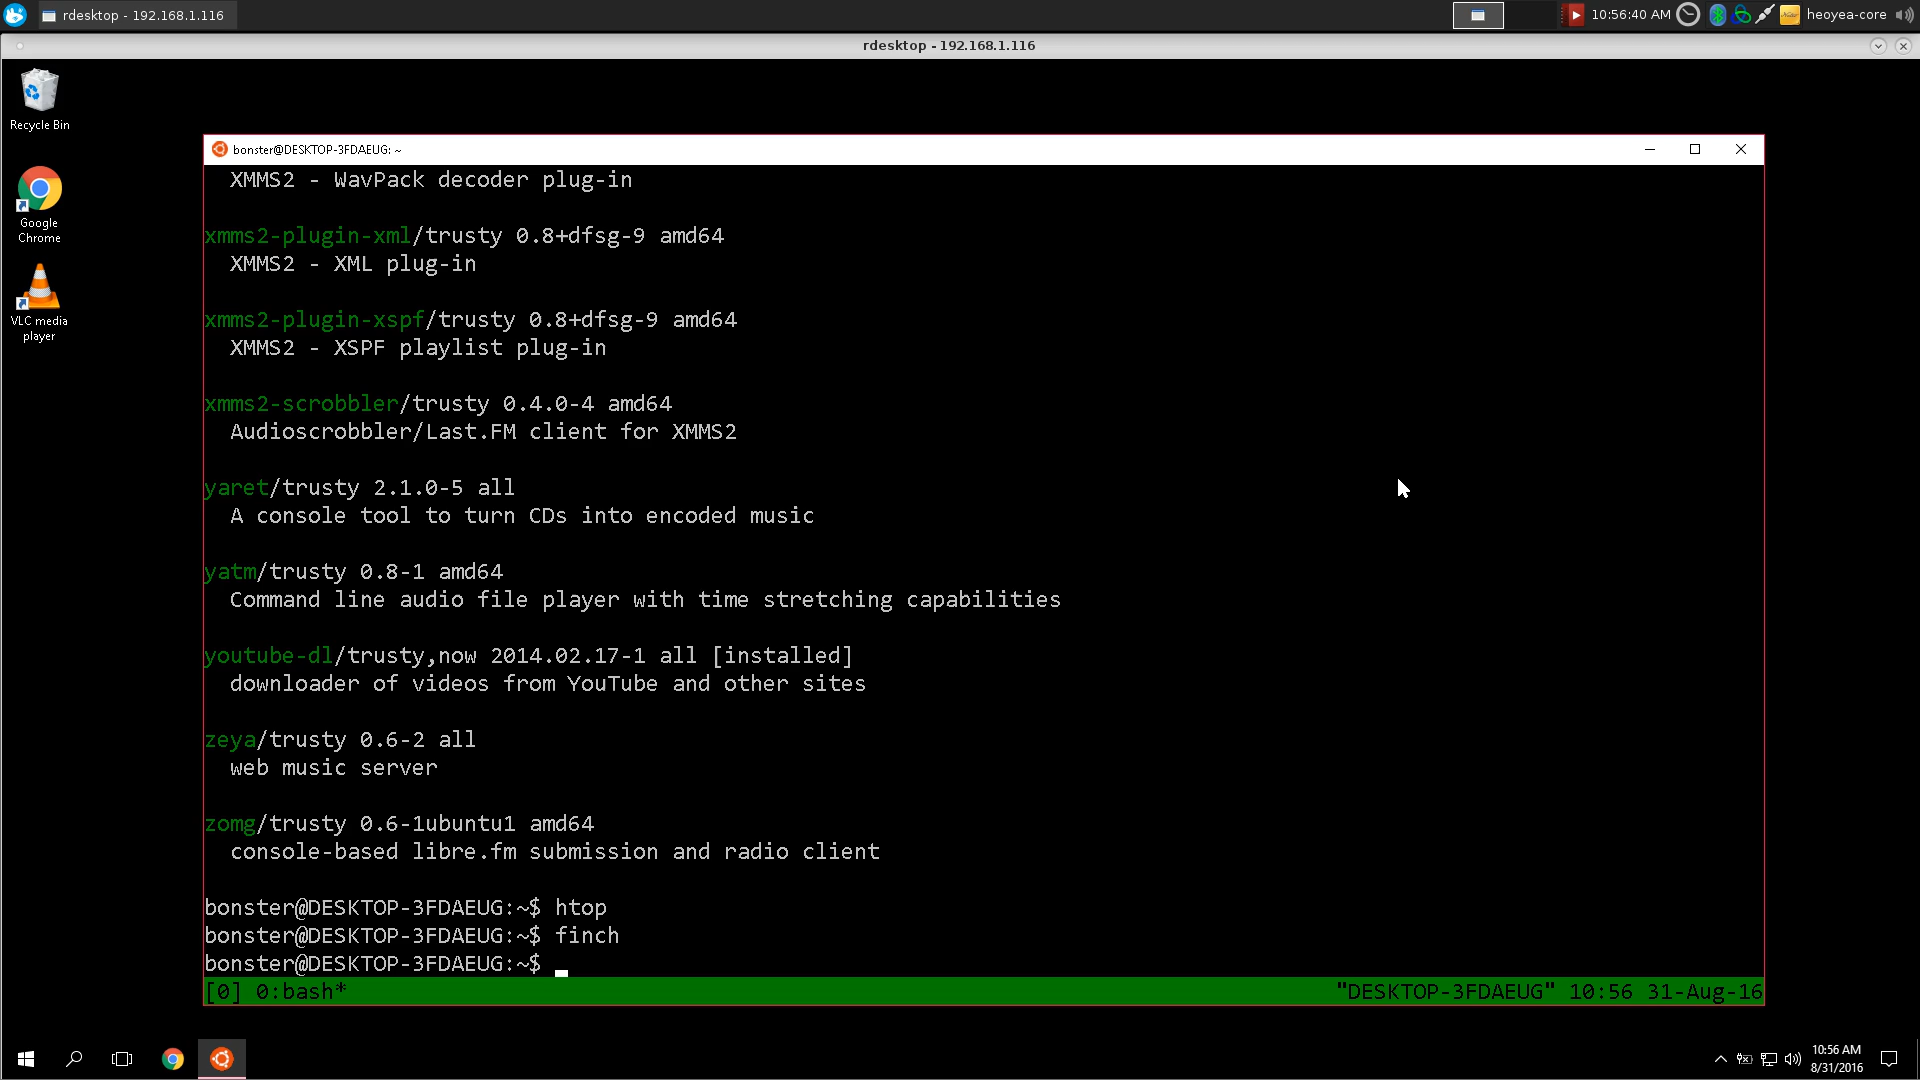 rdesktop - 192.168.1.116
10:56:40 AM
heoyea-core
rdesktop - 192.168.1.116
Recycle Bin
Google
Chrome
VLC media
player
bonster@DESKTOP-3FDAEUG: ~
XMMS2 - WavPack decoder plug-in
xmms2-plugin-xml/trusty 0.8+dfsg-9 amd64
XMMS2 - XML plug-in
xmms2-plugin-xspf/trusty 0.8+dfsg-9 amd64
XMMS2 - XSPF playlist plug-in
xmms2-scrobbler/trusty 0.4.0-4 amd64
Audioscrobbler/Last.FM client for XMMS2
yaret/trusty 2.1.0-5 all
A console tool to turn CDs into encoded music
yatm/trusty 0.8-1 amd64
Command line audio file player with time stretching capabilities
youtube-dl/trusty,now 2014.02.17-1 all [installed]
downloader of videos from YouTube and other sites
zeya/trusty 0.6-2 all
web music server
zomg/trusty 0.6-1ubuntu1 amd64
console-based libre.fm submission and radio client
bonster@DESKTOP-3FDAEUG:~$ htop
bonster@DESKTOP-3FDAEUG:~$ finch
bonster@DESKTOP-3FDAEUG:~$
[0] 0:bash*
"DESKTOP-3FDAEUG" 10:56 31-Aug-16
10:56 AM
8/31/2016